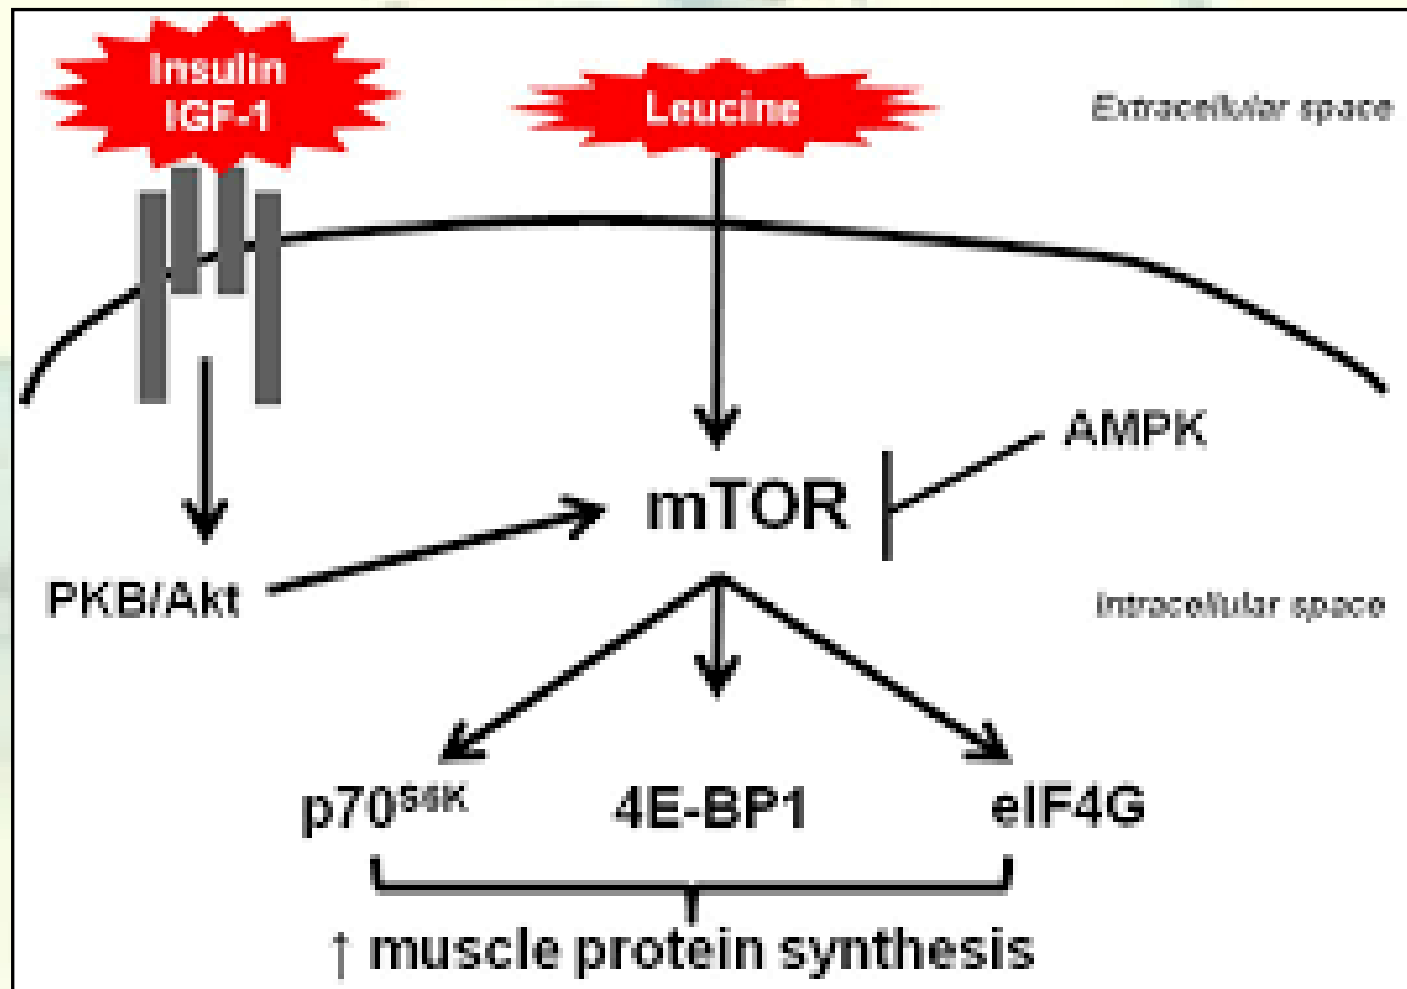 Insulin
IGF-1
Leucine
Extracellular space
AMPK
mTOR
PKB/Akt
Intracellular space
p70S6K
4E-BP1
eIF4G
↑ muscle protein synthesis